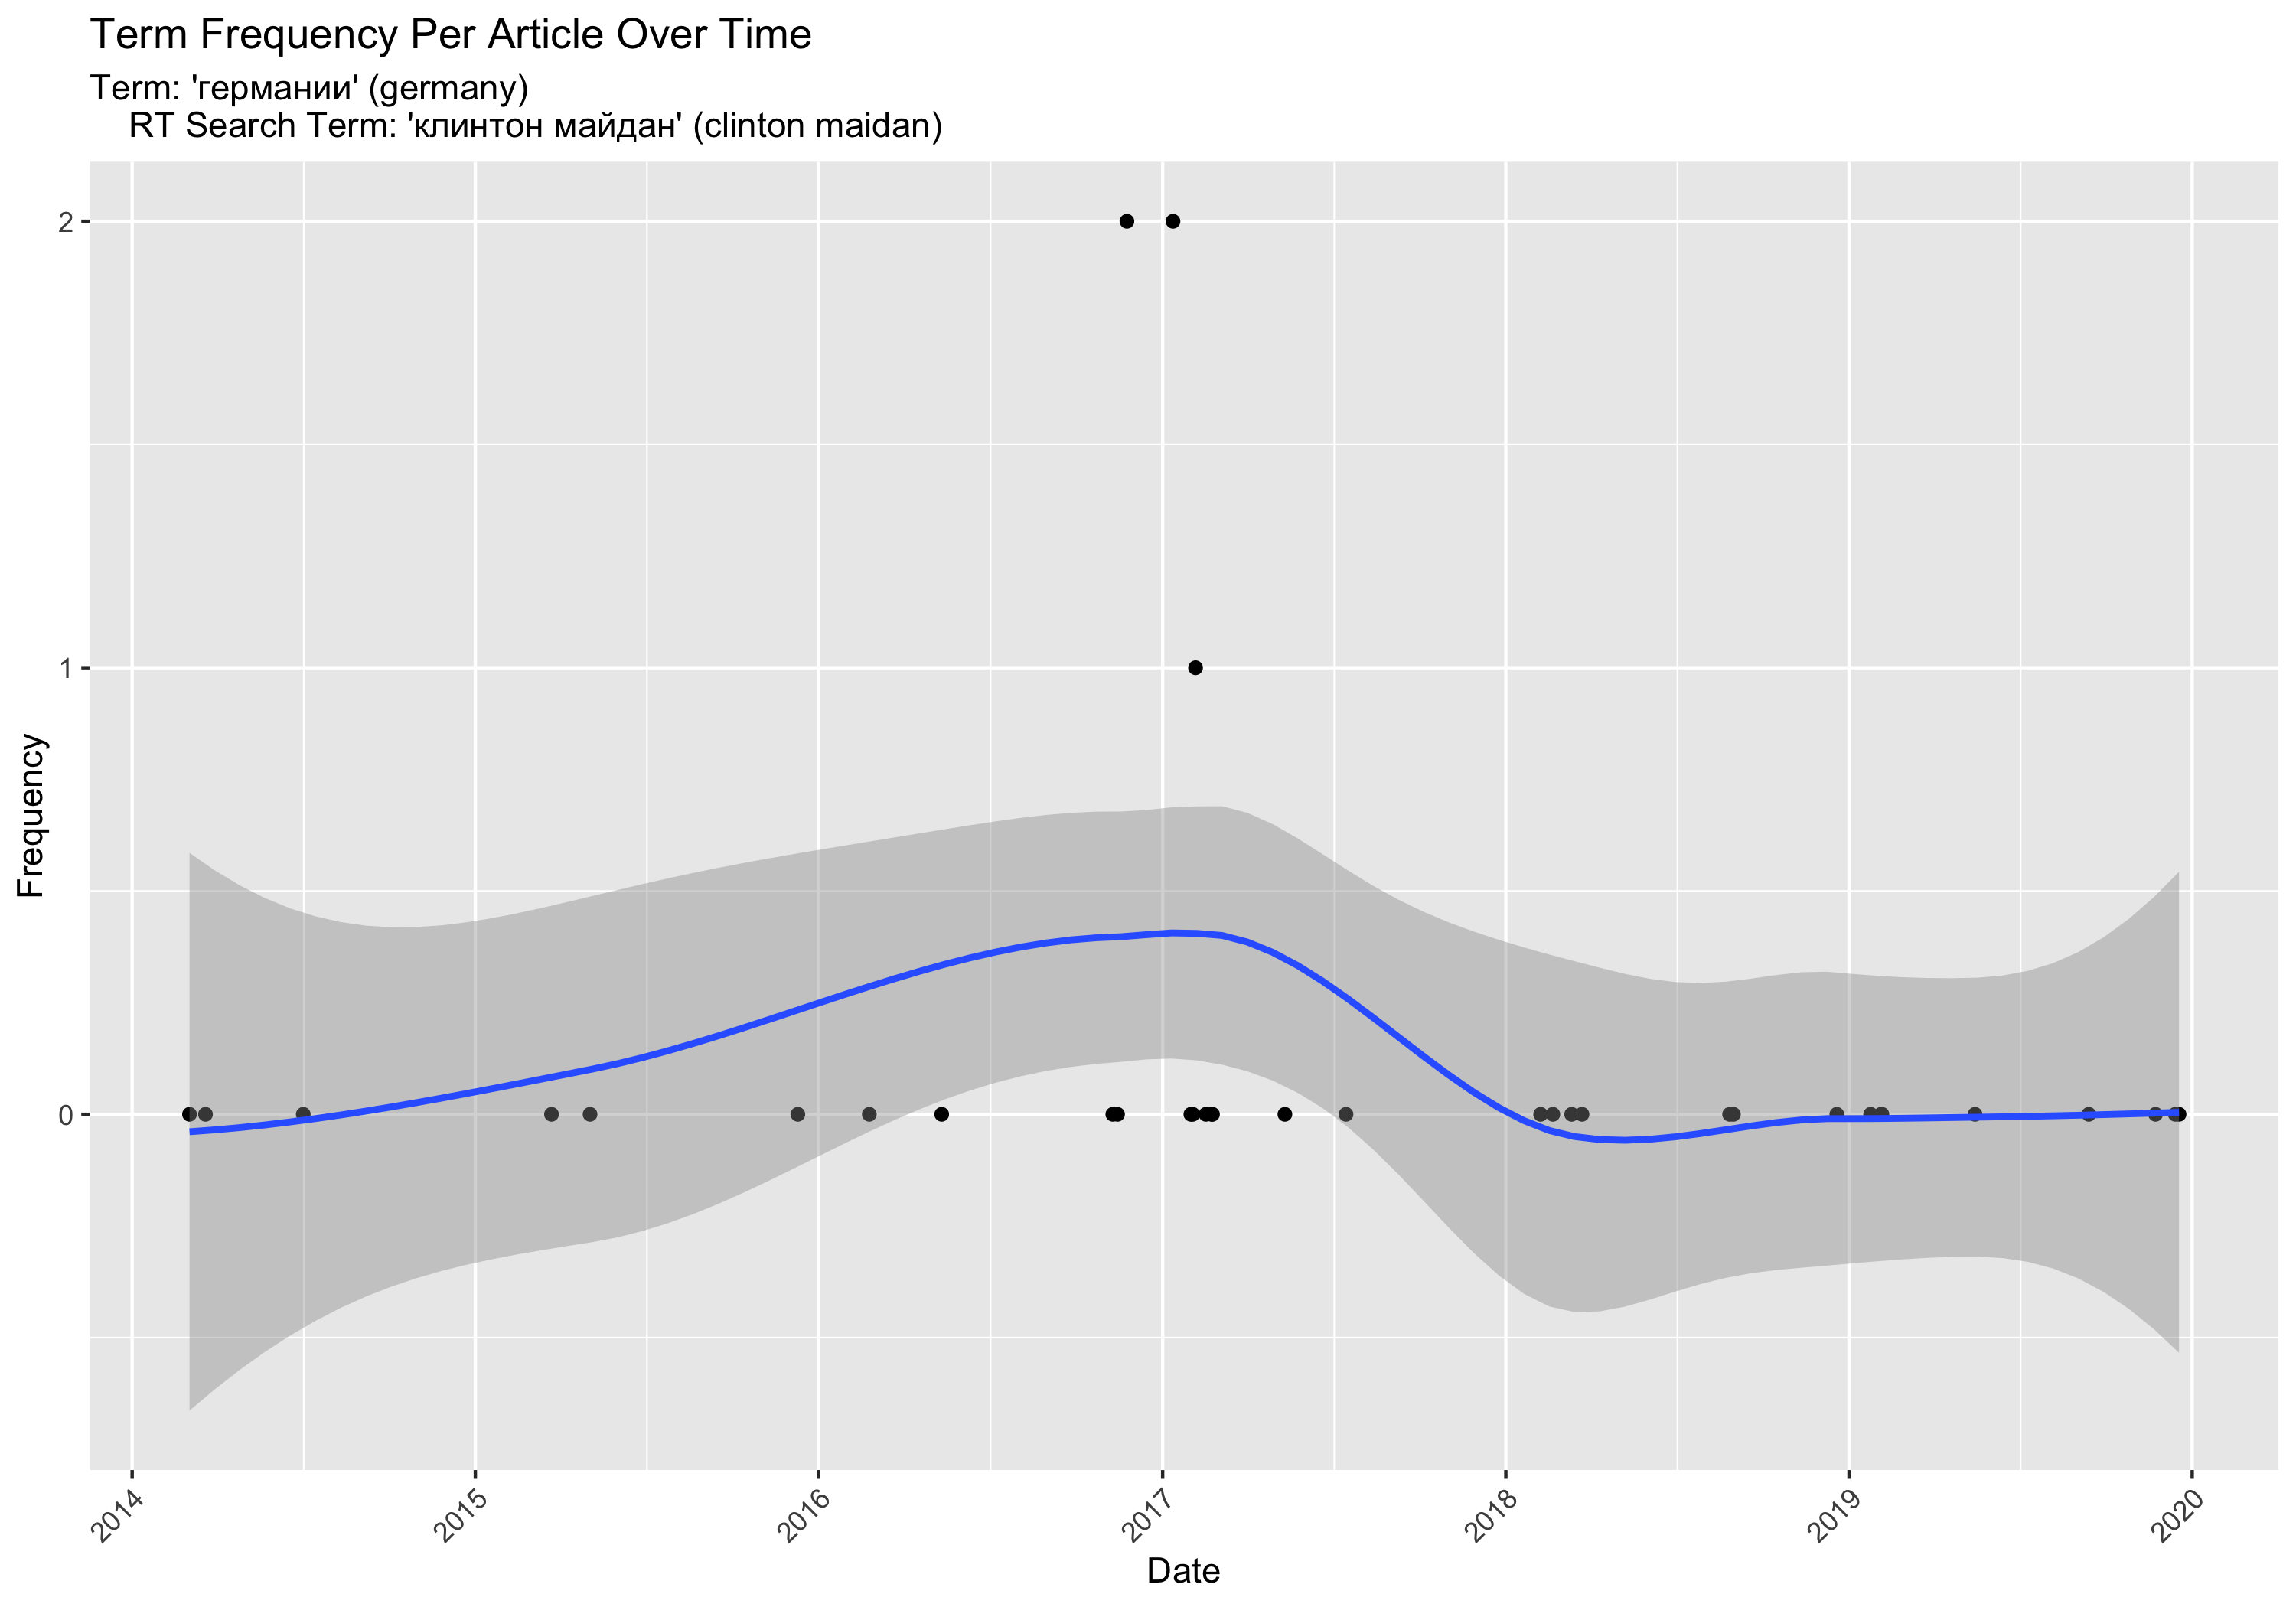 Term Frequency Per Article Over Time
Term: 'германии' (germany)
RT Search Term: 'клинтон майдан' (clinton maidan)
2
1
0
Frequency
2014
2015
2016
2017
2018
2019
2020
Date